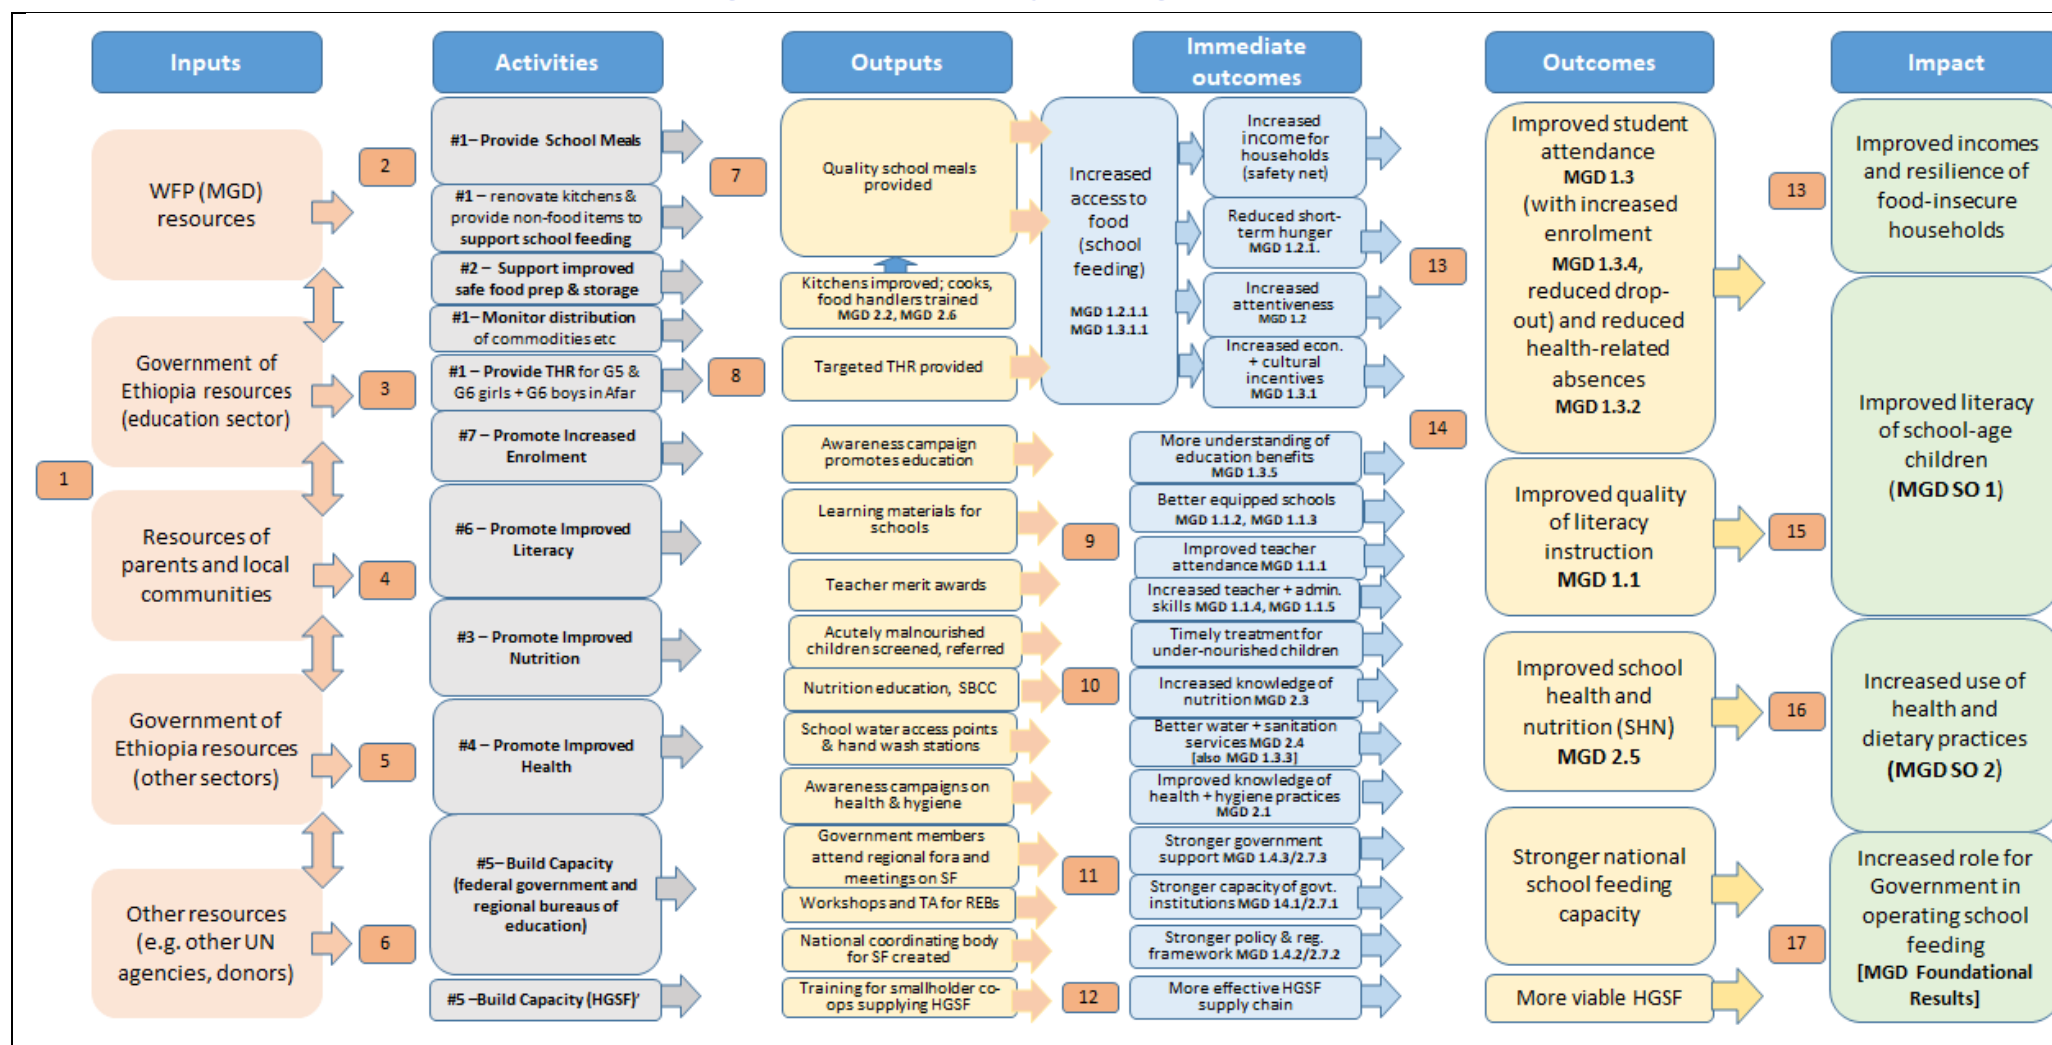 Inputs
Activities
Outputs
Immediate
outcomes
Outcomes
Impact
WFP (MGD)
resources
Government of
Ethiopia resources
(education sector)
Resources of
parents and local
communities
Government of
Ethiopia resources
(other sectors)
Other resources
(e.g. other UN
agencies, donors)
1
2
3
4
5
6
#1– Provide School Meals
#1 – renovate kitchens &
provide non-food items to
support school feeding
#2 – Support improved
safe food prep & storage
#1– Monitor distribution
of commodities etc
#1 – Provide THR for G5 &
G6 girls + G6 boys in Afar
#7 – Promote Increased
Enrolment
#6 – Promote Improved
Literacy
#3 – Promote Improved
Nutrition
#4 – Promote Improved
Health
#5– Build Capacity
(federal government and
regional bureaus of
education)
#5 –Build Capacity (HGSF)’
7
8
Quality school meals
provided
Kitchens improved; cooks,
food handlers trained
MGD 2.2, MGD 2.6
Targeted THR provided
Awareness campaign
promotes education
Learning materials for
schools
Teacher merit awards
Acutely malnourished
children screened, referred
Nutrition education, SBCC
School water access points
& hand wash stations
Awareness campaigns on
health & hygiene
Government members
attend regional fora and
meetings on SF
Workshops and TA for REBs
National coordinating body
for SF created
Training for smallholder co-
ops supplying HGSF
9
10
11
12
Increased
access to
food
(school
feeding)
MGD 1.2.1.1
MGD 1.3.1.1
Increased
income for
households
(safety net)
Reduced short-
term hunger
MGD 1.2.1.
Increased
attentiveness
MGD 1.2
Increased econ.
+ cultural
incentives
MGD 1.3.1
More understanding of
education benefits
MGD 1.3.5
Better equipped schools
MGD 1.1.2, MGD 1.1.3
Improved teacher
attendance MGD 1.1.1
Increased teacher + admin.
skills MGD 1.1.4, MGD 1.1.5
Timely treatment for
under-nourished children
Increased knowledge of
nutrition MGD 2.3
Better water + sanitation
services MGD 2.4
[also MGD 1.3.3]
Improved knowledge of
health + hygiene practices
MGD 2.1
Stronger government
support MGD 1.4.3/2.7.3
Stronger capacity of govt.
institutions MGD 14.1/2.7.1
Stronger policy & reg.
framework MGD 1.4.2/2.7.2
More effective HGSF
supply chain
13
14
Improved student
attendance
MGD 1.3
(with increased
enrolment
MGD 1.3.4,
reduced drop-
out) and reduced
health-related
absences
MGD 1.3.2
Improved quality
of literacy
instruction
MGD 1.1
Improved school
health and
nutrition (SHN)
MGD 2.5
Stronger national
school feeding
capacity
More viable HGSF
13
15
16
17
Improved incomes
and resilience of
food-insecure
households
Improved literacy
of school-age
children
(MGD SO 1)
Increased use of
health and
dietary practices
(MGD SO 2)
Increased role for
Government in
operating school
feeding
[MGD Foundational
Results]